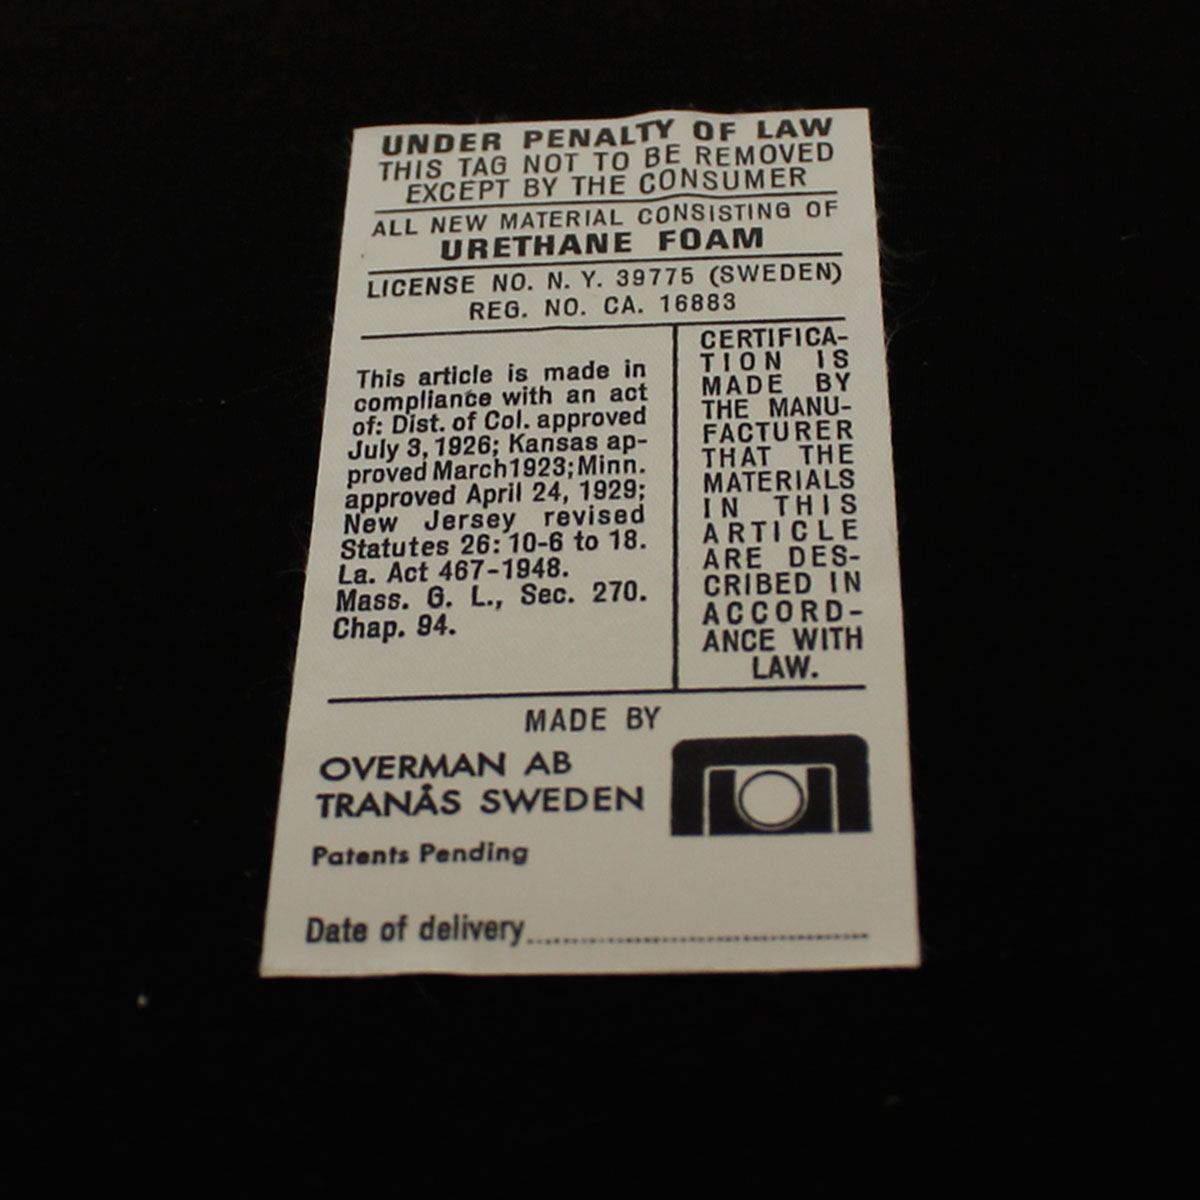 UNDER PENALTY OF LAW
THIS TAG NOT TO BE REMOVED
EXCEPT BY THE CONSUMER
ALL NEW MATERIAL CONSISTING OF
URETHANE FOAM
LICENSE NO. N. Y. 39775 (SWEDEN)
REG. NO. CA. 16883
This article is made in
compliance with an act
of: Dist. of Col. approved
July 3, 1926; Kansas ap-
proved March 1923; Minn.
approved April 24, 1929;
New Jersey revised
Statutes 26: 10-6 to 18.
La. Act 467-1948.
Mass. G. L., Sec. 270.
Chap. 94.
CERTIFICA-
TION IS
MADE BY
THE MANU-
FACTURER
THAT THE
MATERIALS
IN THIS
ARTICLE
ARE DES-
CRIBED IN
ACCORD-
ANCE WITH
LAW.
MADE BY
OVERMAN AB
TRANÅS SWEDEN
Patents Pending
Date of delivery